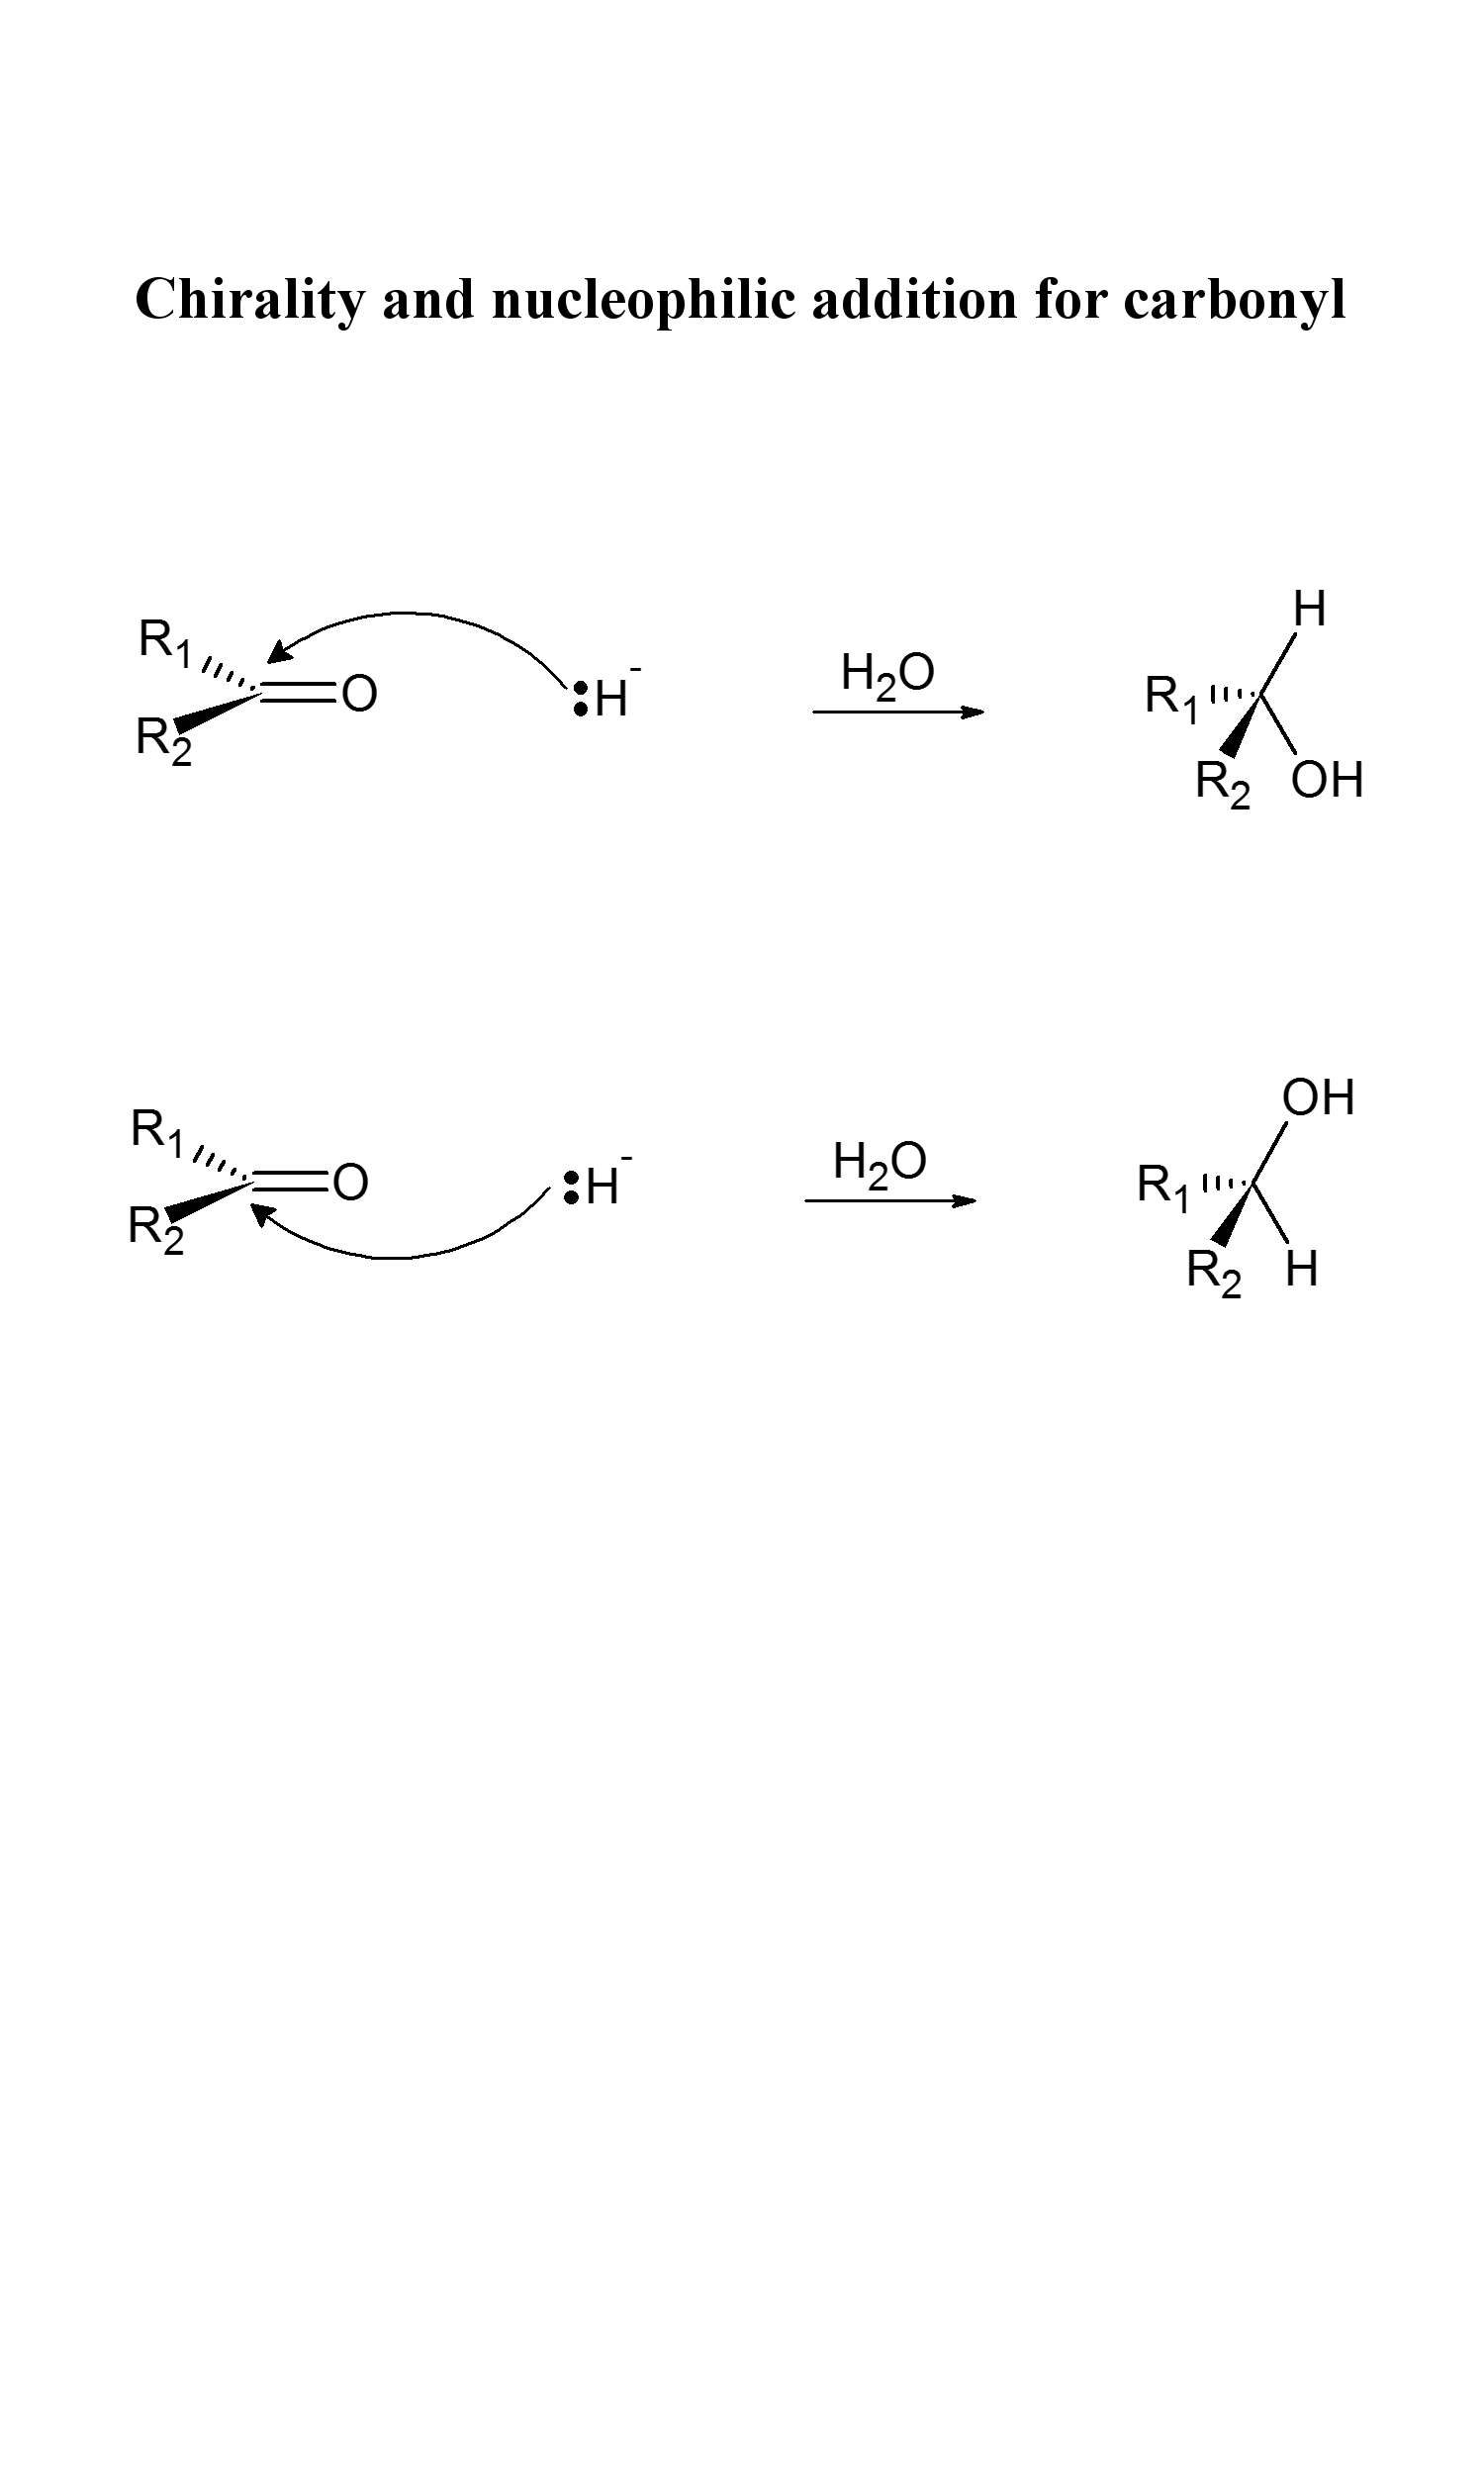 Chirality and nucleophilic addition for carbonyl
R1 R2 O :H- H2O R1 R2 H OH
R1 R2 O :H- H2O R1 R2 OH H